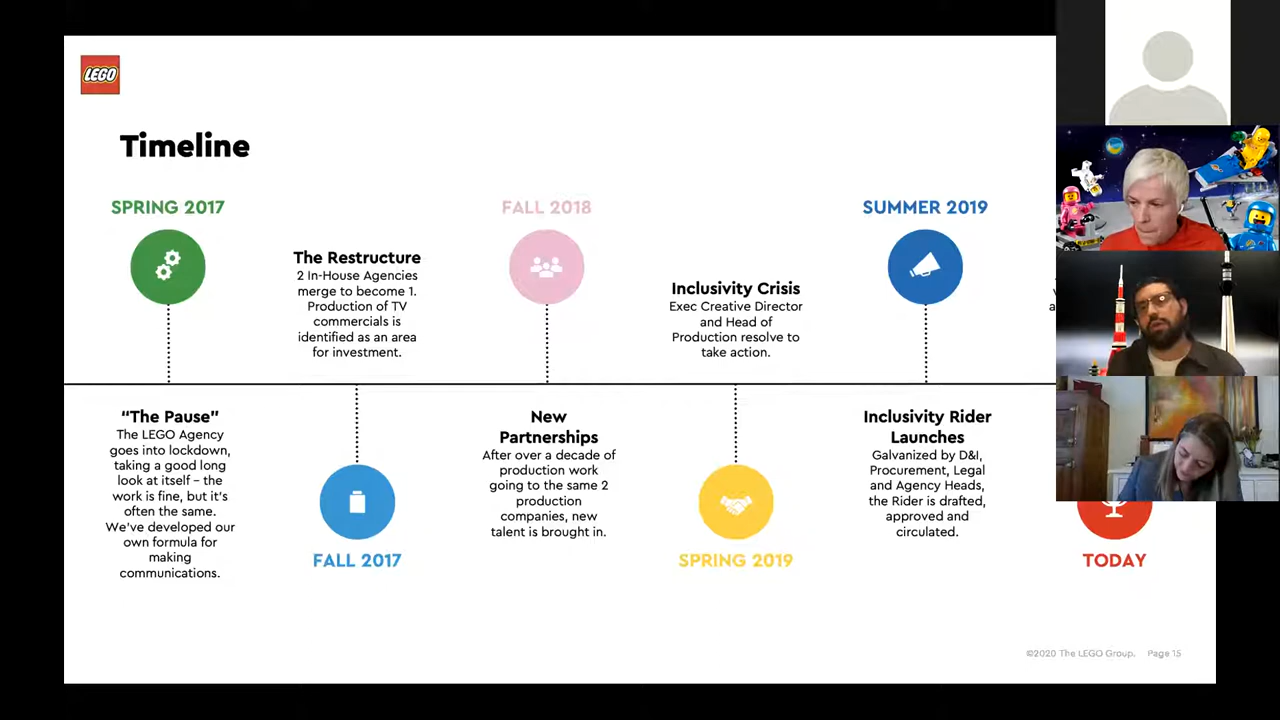 LEGO
Timeline
SPRING 2017
"The Pause"
The LEGO Agency
goes into lockdown,
taking a good long
look at itself – the
work is fine, but it's
often the same.
We've developed our
own formula for
making
communications.
The Restructure
2 In-House Agencies
merge to become 1.
Production of TV
commercials is
identified as an area
for investment.
FALL 2017
FALL 2018
New
Partnerships
After over a decade of
production work
going to the same 2
production
companies, new
talent is brought in.
Inclusivity Crisis
Exec Creative Director
and Head of
Production resolve to
take action.
SPRING 2019
SUMMER 2019
Inclusivity Rider
Launches
Galvanized by D&I,
Procurement, Legal
and Agency Heads,
the Rider is drafted,
approved and
circulated.
TODAY
©2020 The LEGO Group. Page 15